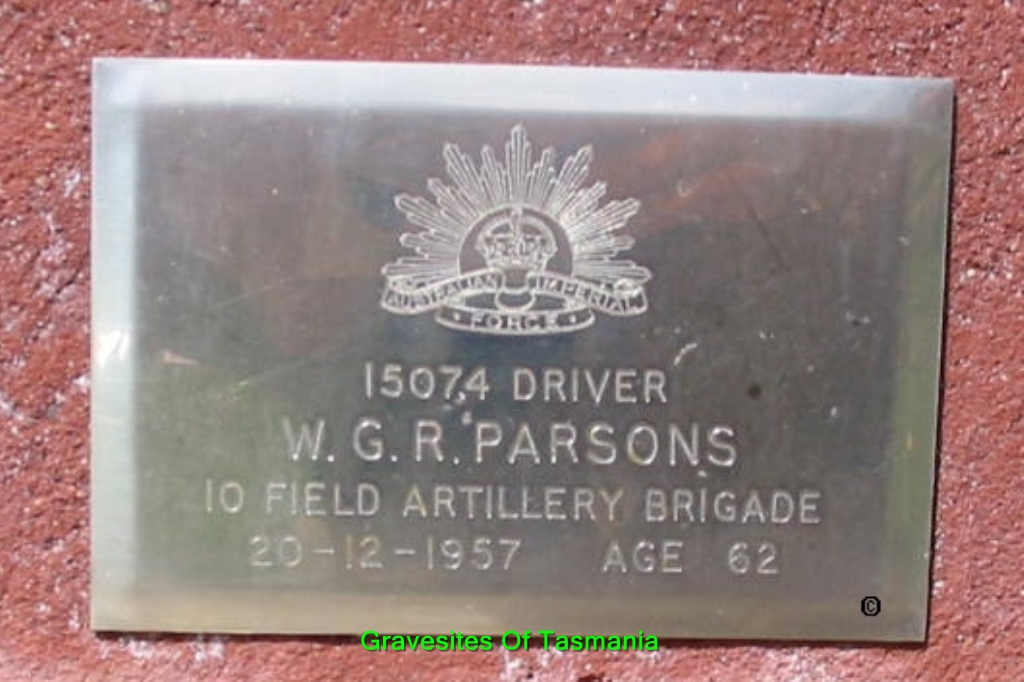 AUSTRALIAN IMPERIAL
FORCE
15074 DRIVER
W. G. R. PARSONS
10 FIELD ARTILLERY BRIGADE
20-12-1957 AGE 62
©
Gravesites Of Tasmania